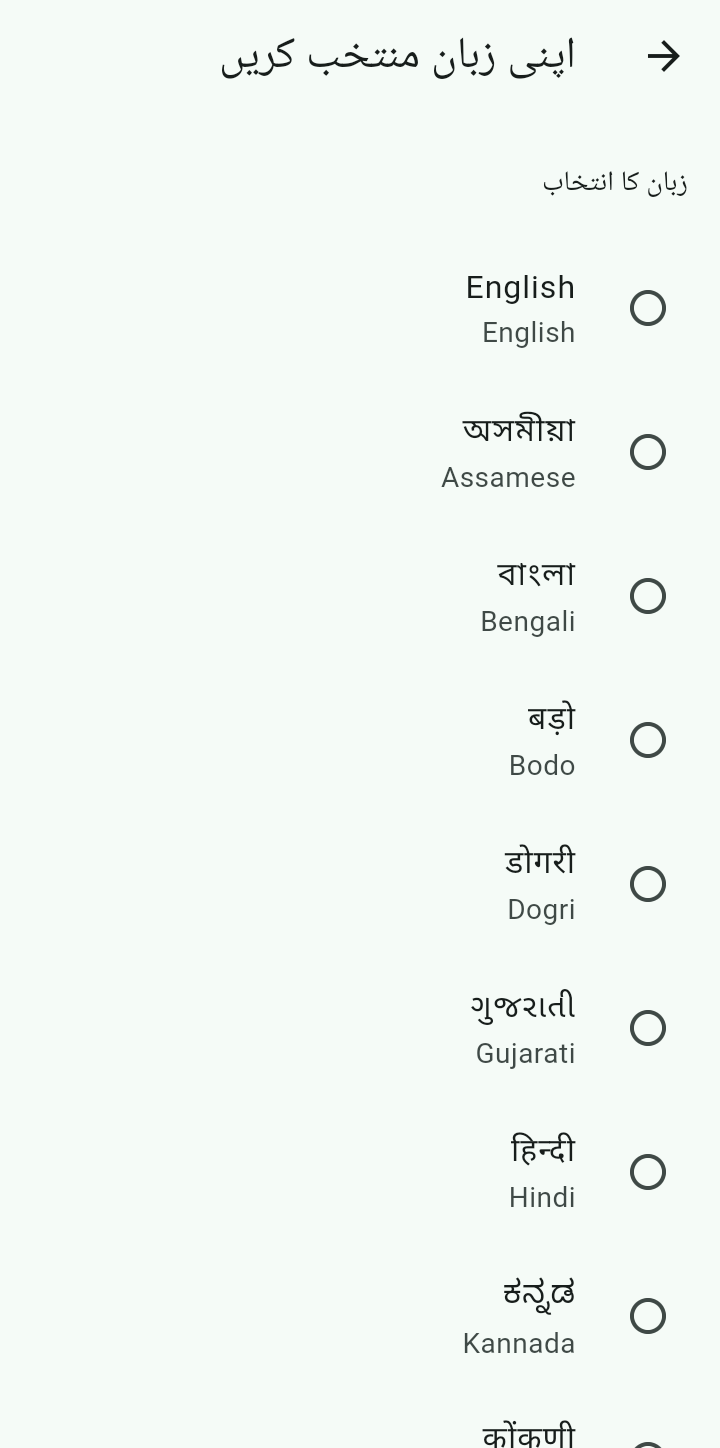 اپنی زبان منتخب کریں
زبان کا انتخاب
English
English
অসমীয়া
Assamese
বাংলা
Bengali
बड़ो
Bodo
डोगरी
Dogri
ગુજરાતી
Gujarati
हिन्दी
Hindi
ಕನ್ನಡ
Kannada
कोंकणी